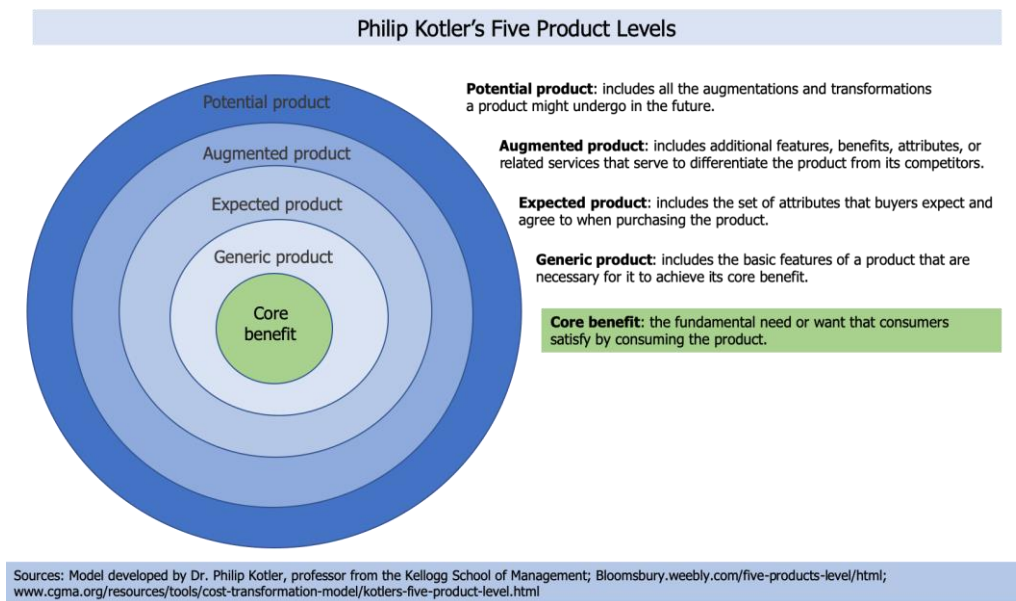 Philip Kotler's Five Product Levels
Potential product
Augmented product
Expected product
Generic product
Core
benefit
Potential product: includes all the augmentations and transformations
a product might undergo in the future.
Augmented product: includes additional features, benefits, attributes, or
related services that serve to differentiate the product from its competitors.
Expected product: includes the set of attributes that buyers expect and
agree to when purchasing the product.
Generic product: includes the basic features of a product that are
necessary for it to achieve its core benefit.
Core benefit: the fundamental need or want that consumers
satisfy by consuming the product.
Sources: Model developed by Dr. Philip Kotler, professor from the Kellogg School of Management; Bloomsbury.weebly.com/five-products-level/html;
www.cgma.org/resources/tools/cost-transformation-model/kotlers-five-product-level.html